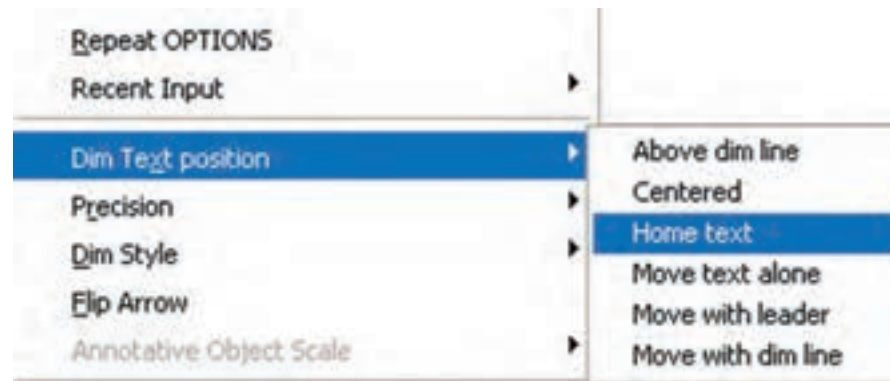 Repeat OPTIONS
Recent Input
Dim Text position
Precision
Dim Style
Flip Arrow
Annotative Object Scale
Above dim line
Centered
Home text
Move text alone
Move with leader
Move with dim line